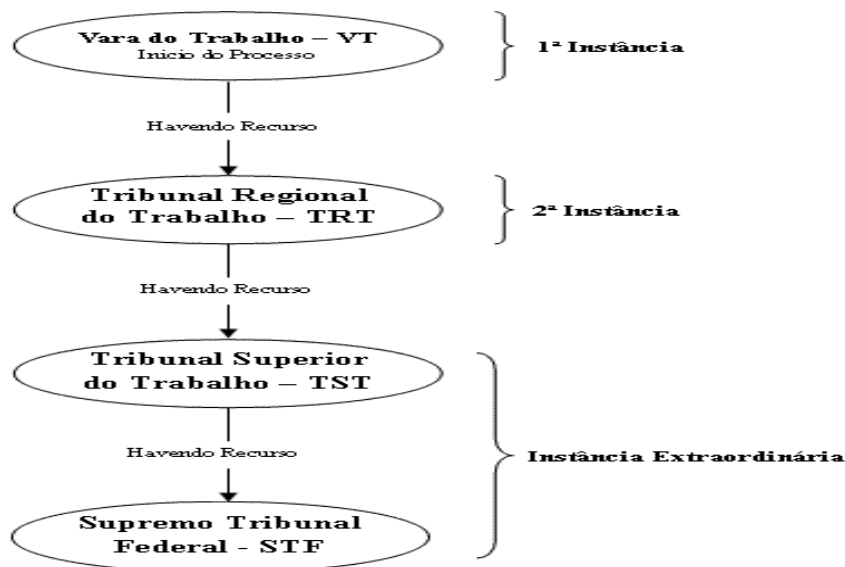 Vara do Trabalho – VT
Inicio do Processo
1ª Instância
Havendo Recurso
Tribunal Regional
do Trabalho – TRT
2ª Instância
Havendo Recurso
Tribunal Superior
do Trabalho – TST
Havendo Recurso
Instância Extraordinária
Supremo Tribunal
Federal - STF